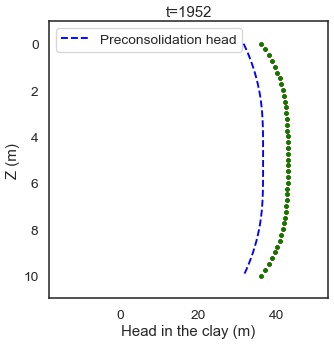 t=1952
Preconsolidation head
0
2
4
6
8
10
Z (m)
0
20
40
Head in the clay (m)